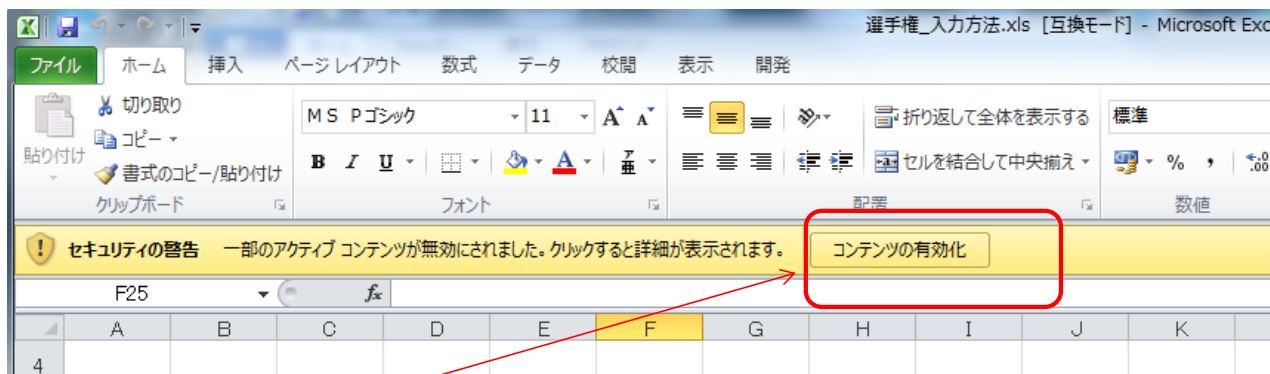 選手権_入力方法.xls [互換モード] - Microsoft Exc
ファイル ホーム 挿入 ページ レイアウト 数式 データ 校閲 表示 開発
切り取り
コピー
書式のコピー/貼り付け
貼り付け
クリップボード
MS Pゴシック 11 A A
B I U A ア亜
フォント
折り返して全体を表示する
セルを結合して中央揃え
配置
標準
% , .0 .00
数値
! セキュリティの警告 一部のアクティブ コンテンツが無効にされました。クリックすると詳細が表示されます。 コンテンツの有効化
F25 fx
A B C D E F G H I J K
4